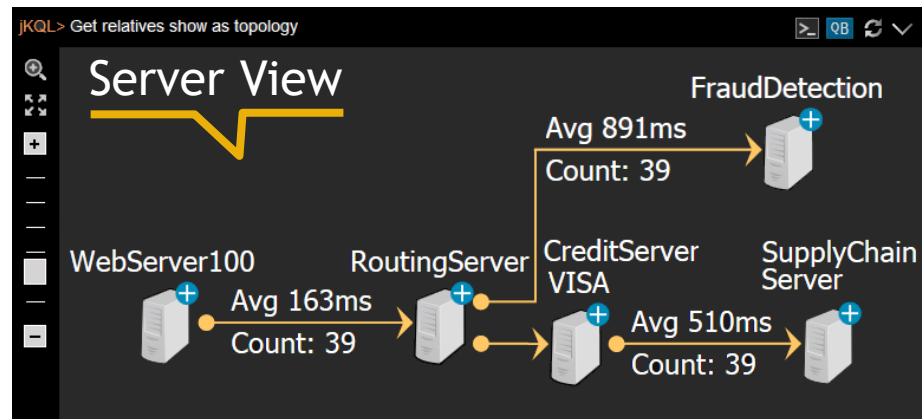 jKQL> Get relatives show as topology
>_ QB
Server View
FraudDetection
Avg 891ms
Count: 39
WebServer100
Avg 163ms
Count: 39
RoutingServer
CreditServer
VISA
Avg 510ms
Count: 39
SupplyChain
Server